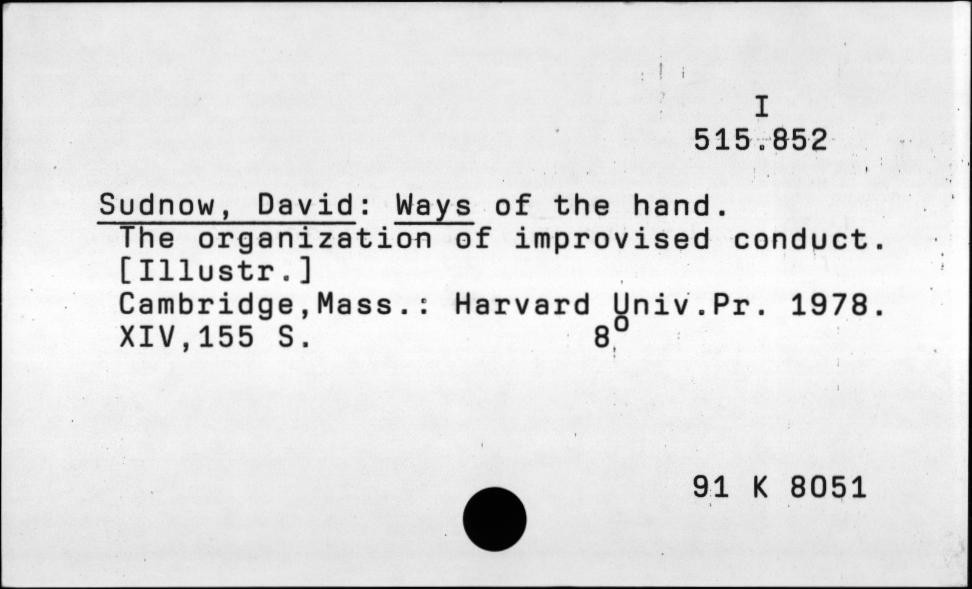 I
515.852
Sudnow, David: Ways of the hand.
The organization of improvised conduct.
[Illustr.]
Cambridge,Mass.: Harvard Univ.Pr. 1978.
XIV,155 S. 8°
91 K 8051